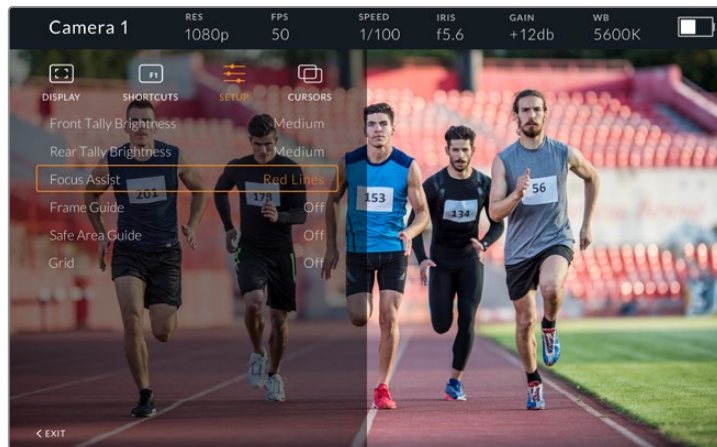 Camera 1
RES
1080p
FPS
50
SPEED
1/100
IRIS
f5.6
GAIN
+12db
WB
5600K
DISPLAY
F1
SHORTCUTS
SETUP
CURSORS
Front Tally Brightness Medium
Rear Tally Brightness Medium
Focus Assist Red Lines
Frame Guide Off
Safe Area Guide Off
Grid Off
201
178
153
134
56
< EXIT